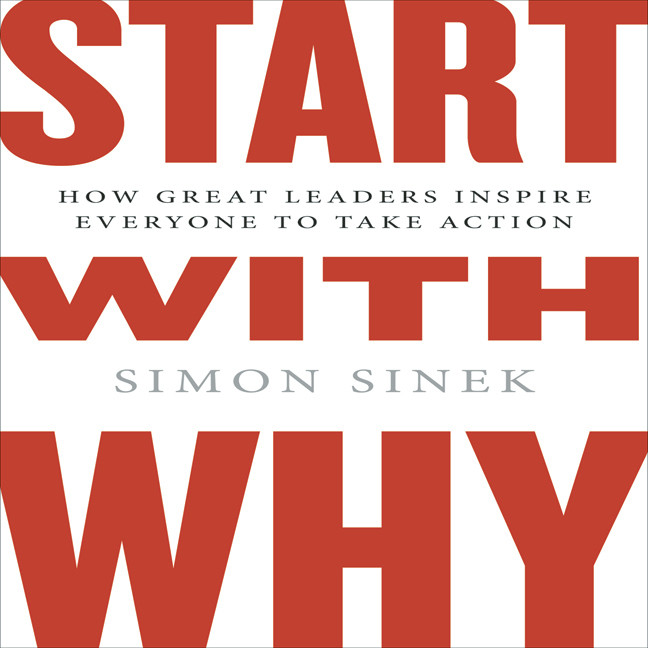 START
HOW GREAT LEADERS INSPIRE
EVERYONE TO TAKE ACTION
WITH
SIMON SINEK
WHY